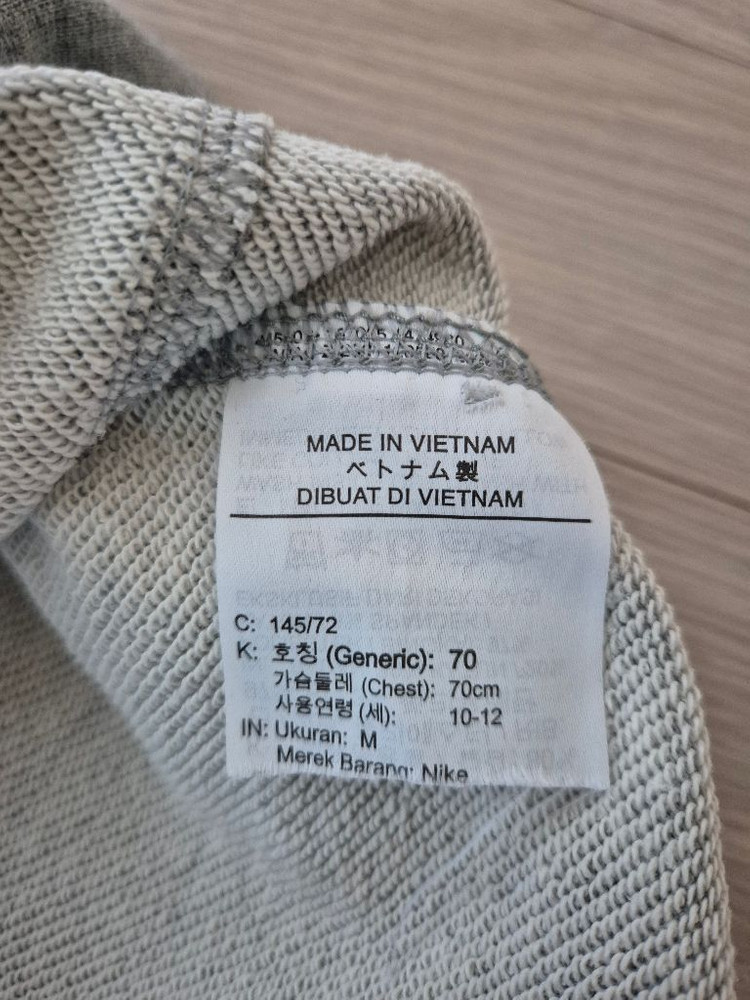 MADE IN VIETNAM
ベトナム製
DIBUAT DI VIETNAM
C: 145/72
K: 호칭 (Generic): 70
가슴둘레 (Chest): 70cm
사용연령 (세): 10-12
IN: Ukuran: M
Merek Barang: Nike